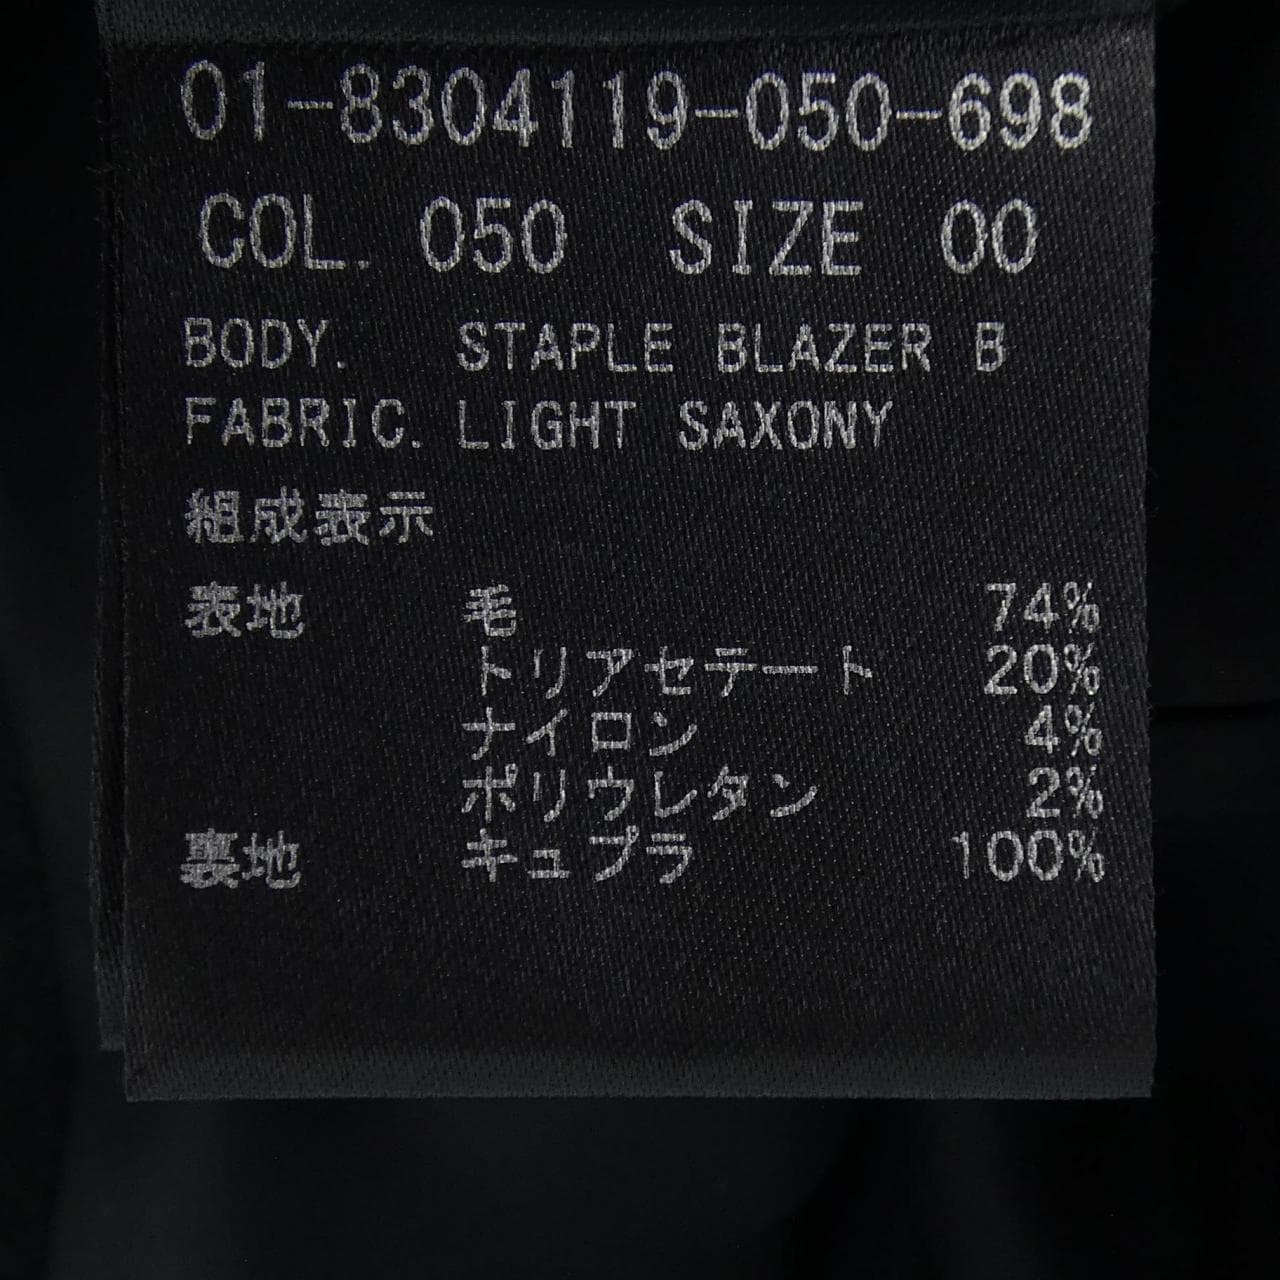 01-8304119-050-698
COL. 050 SIZE 00
BODY. STAPLE BLAZER B
FABRIC. LIGHT SAXONY
組成表示
表地 毛 74%
トリアセテート 20%
ナイロン 4%
ポリウレタン 2%
裏地 キュプラ 100%